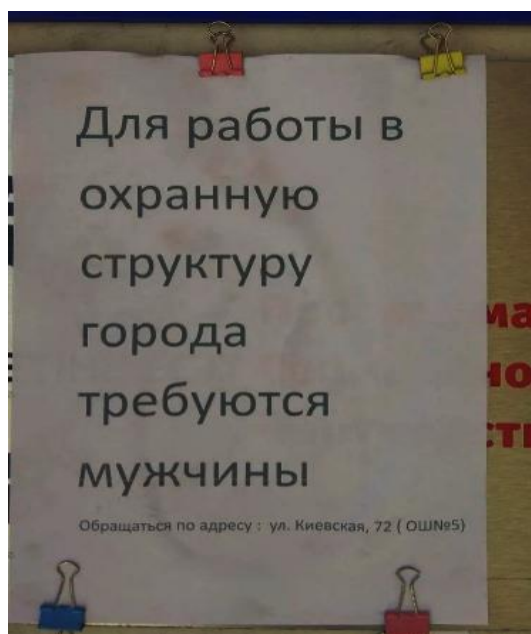 Для работы в
охранную
структуру
города
требуются
мужчины
Обращаться по адресу : ул. Киевская, 72 ( ОШ№5)